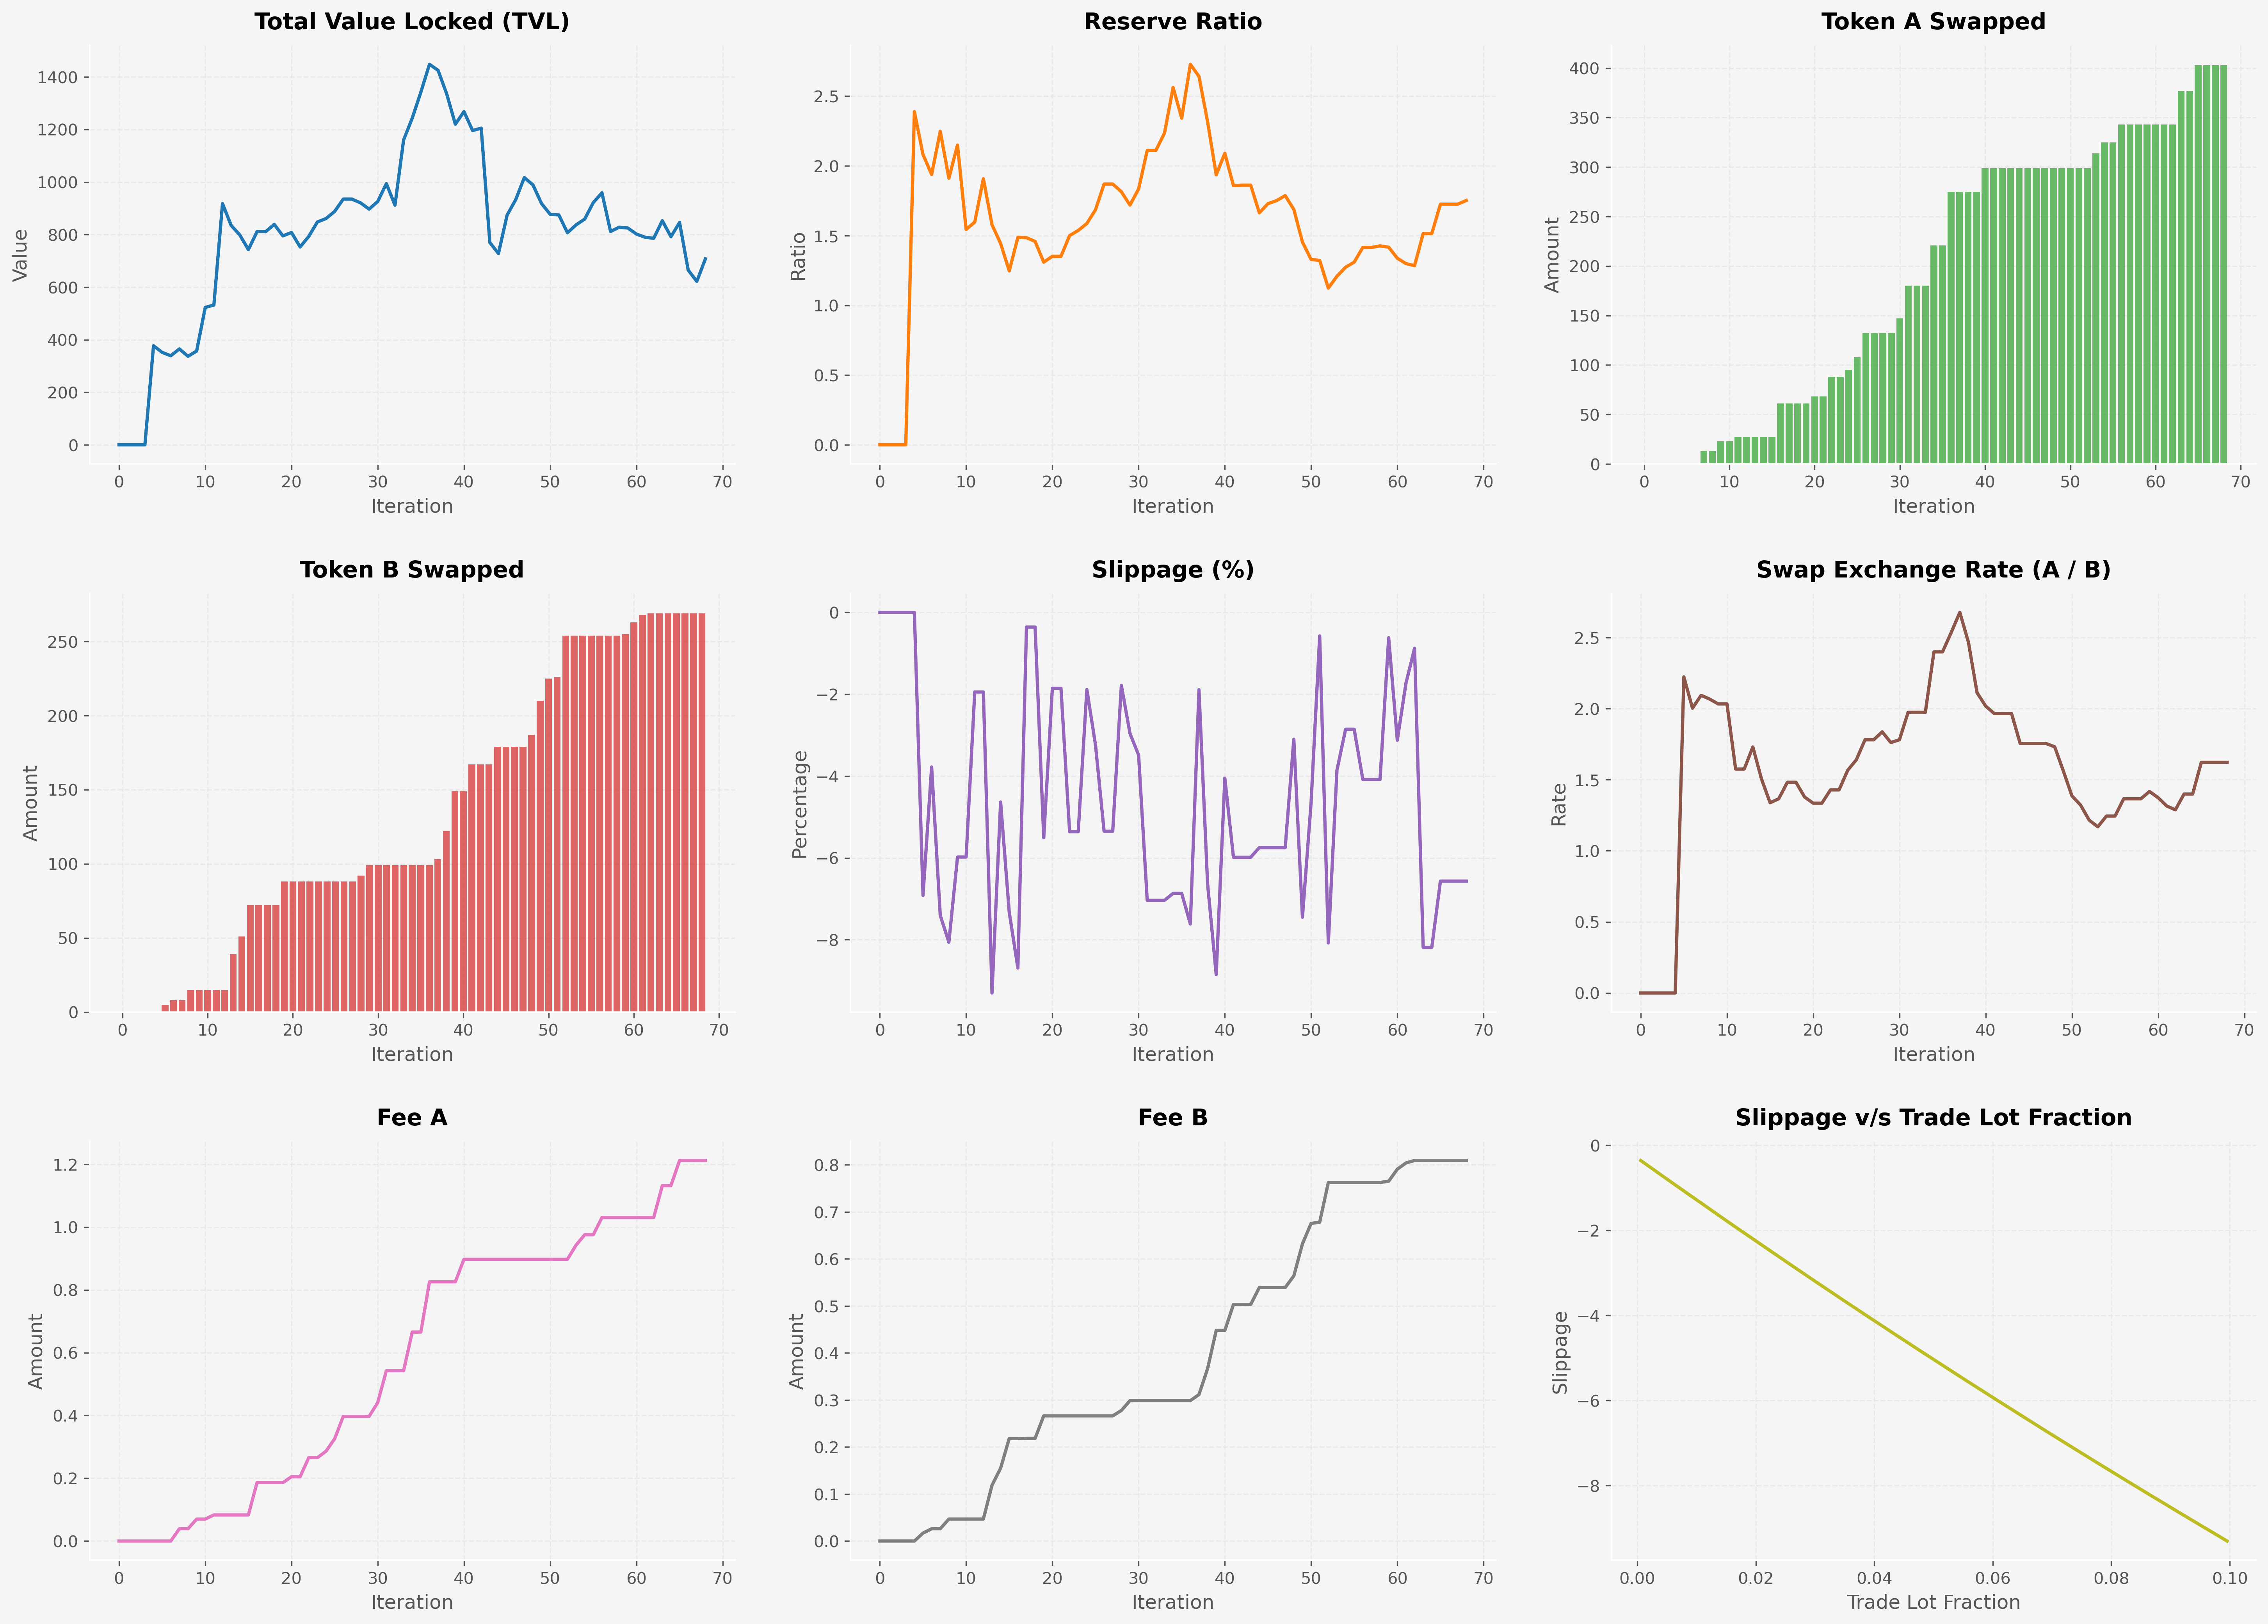 Total Value Locked (TVL)
Value
1400
1200
1000
800
600
400
200
0
0 10 20 30 40 50 60 70
Iteration
Reserve Ratio
Ratio
2.5
2.0
1.5
1.0
0.5
0.0
0 10 20 30 40 50 60 70
Iteration
Token A Swapped
Amount
400
350
300
250
200
150
100
50
0
0 10 20 30 40 50 60 70
Iteration
Token B Swapped
Amount
250
200
150
100
50
0
0 10 20 30 40 50 60 70
Iteration
Slippage (%)
Percentage
0
−2
−4
−6
−8
0 10 20 30 40 50 60 70
Iteration
Swap Exchange Rate (A / B)
Rate
2.5
2.0
1.5
1.0
0.5
0.0
0 10 20 30 40 50 60 70
Iteration
Fee A
Amount
1.2
1.0
0.8
0.6
0.4
0.2
0.0
0 10 20 30 40 50 60 70
Iteration
Fee B
Amount
0.8
0.7
0.6
0.5
0.4
0.3
0.2
0.1
0.0
0 10 20 30 40 50 60 70
Iteration
Slippage v/s Trade Lot Fraction
Slippage
0
−2
−4
−6
−8
0.00 0.02 0.04 0.06 0.08 0.10
Trade Lot Fraction